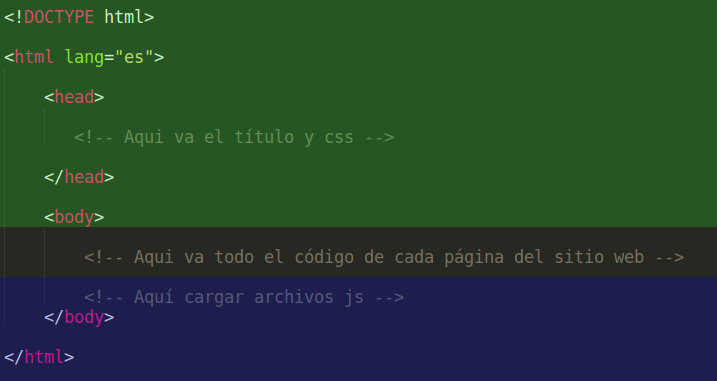 <!DOCTYPE html>
<html lang="es">
<head>
<!-- Aqui va el título y css -->
</head>
<body>
<!-- Aqui va todo el código de cada página del sitio web -->
<!-- Aquí cargar archivos js -->
</body>
</html>